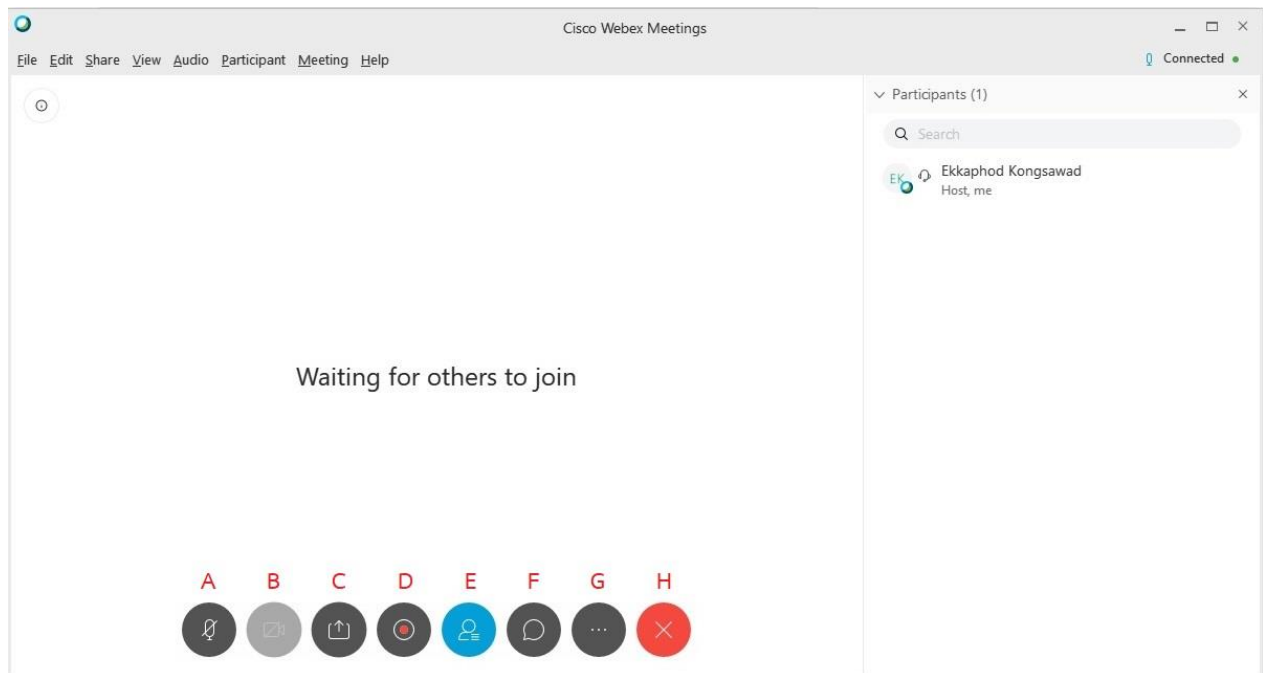 Cisco Webex Meetings
File Edit Share View Audio Participant Meeting Help
Connected
Participants (1)
Search
EK
Ekkaphod Kongsawad
Host, me
Waiting for others to join
A B C D E F G H